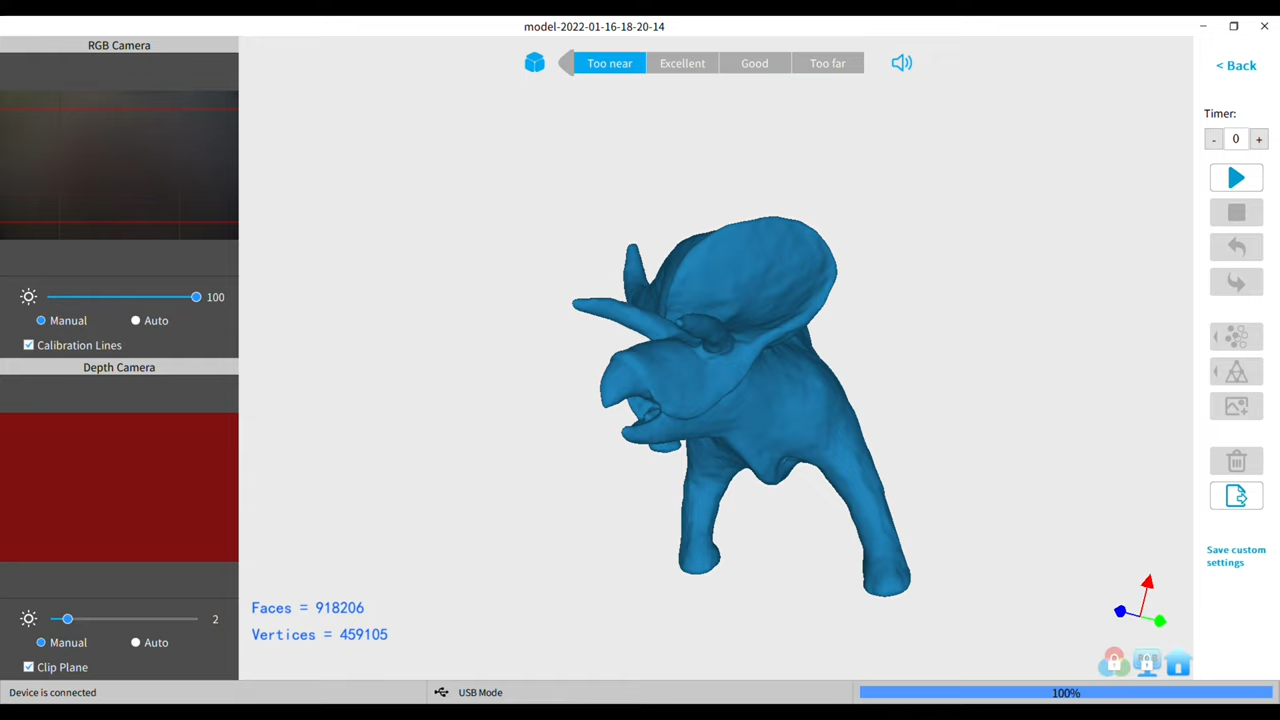 model-2022-01-16-18-20-14
RGB Camera
Too near
Excellent
Good
Too far
< Back
Timer:
- 0 +
100
Manual
Auto
Calibration Lines
Depth Camera
Save custom
settings
Faces = 918206
Vertices = 459105
2
Manual
Auto
Clip Plane
Device is connected
USB Mode
100%